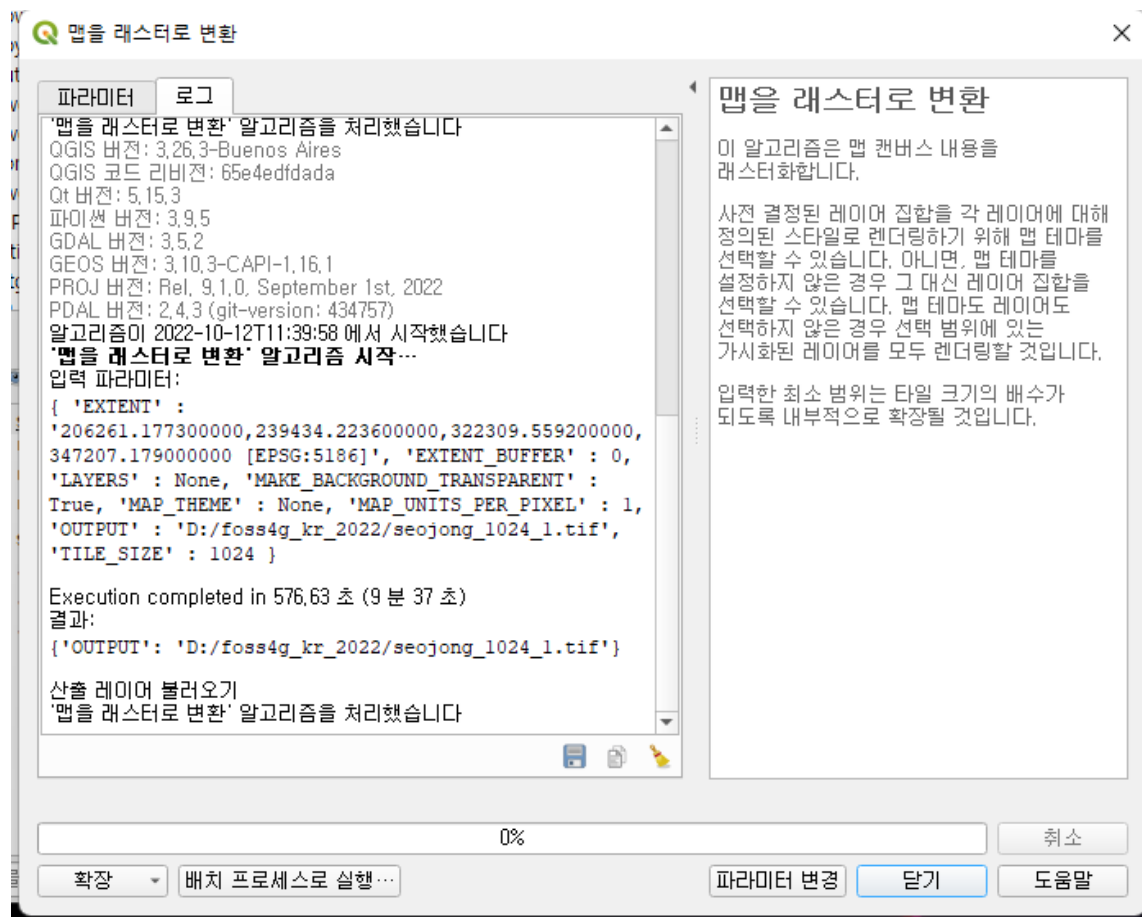 맵을 래스터로 변환
파라미터
로그
'맵을 래스터로 변환' 알고리즘을 처리했습니다
QGIS 버전: 3.26.3-Buenos Aires
QGIS 코드 리비전: 65e4edfdada
Qt 버전: 5.15.3
파이썬 버전: 3.9.5
GDAL 버전: 3.5.2
GEOS 버전: 3.10.3-CAPI-1.16.1
PROJ 버전: Rel. 9.1.0, September 1st, 2022
PDAL 버전: 2.4.3 (git-version: 434757)
알고리즘이 2022-10-12T11:39:58 에서 시작했습니다
'맵을 래스터로 변환' 알고리즘 시작…
입력 파라미터:
{ 'EXTENT' :
'206261.177300000,239434.223600000,322309.559200000,
347207.179000000 [EPSG:5186]', 'EXTENT_BUFFER' : 0,
'LAYERS' : None, 'MAKE_BACKGROUND_TRANSPARENT' :
True, 'MAP_THEME' : None, 'MAP_UNITS_PER_PIXEL' : 1,
'OUTPUT' : 'D:/foss4g_kr_2022/seojong_1024_1.tif',
'TILE_SIZE' : 1024 }
Execution completed in 576.63 초 (9 분 37 초)
결과:
{'OUTPUT': 'D:/foss4g_kr_2022/seojong_1024_1.tif'}
산출 레이어 불러오기
'맵을 래스터로 변환' 알고리즘을 처리했습니다
맵을 래스터로 변환
이 알고리즘은 맵 캔버스 내용을
래스터화합니다.
사전 결정된 레이어 집합을 각 레이어에 대해
정의된 스타일로 렌더링하기 위해 맵 테마를
선택할 수 있습니다. 아니면, 맵 테마를
설정하지 않은 경우 그 대신 레이어 집합을
선택할 수 있습니다. 맵 테마도 레이어도
선택하지 않은 경우 선택 범위에 있는
가시화된 레이어를 모두 렌더링할 것입니다.
입력한 최소 범위는 타일 크기의 배수가
되도록 내부적으로 확장될 것입니다.
0%
취소
확장
배치 프로세스로 실행…
파라미터 변경
닫기
도움말